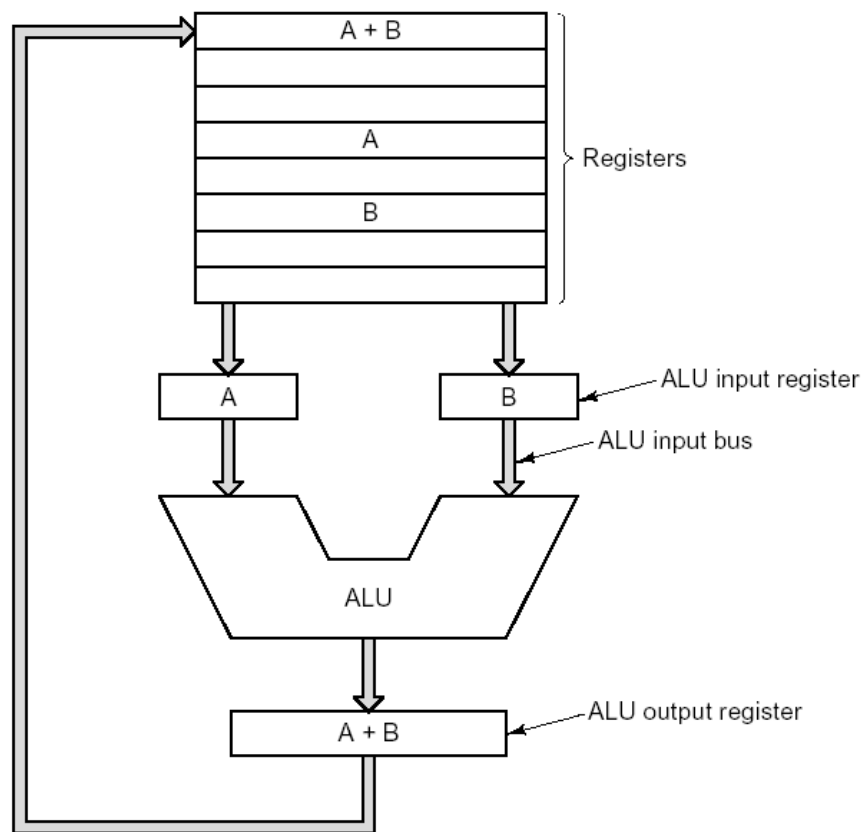 A + B
A
Registers
B
A
B
ALU input register
ALU input bus
ALU
ALU output register
A + B